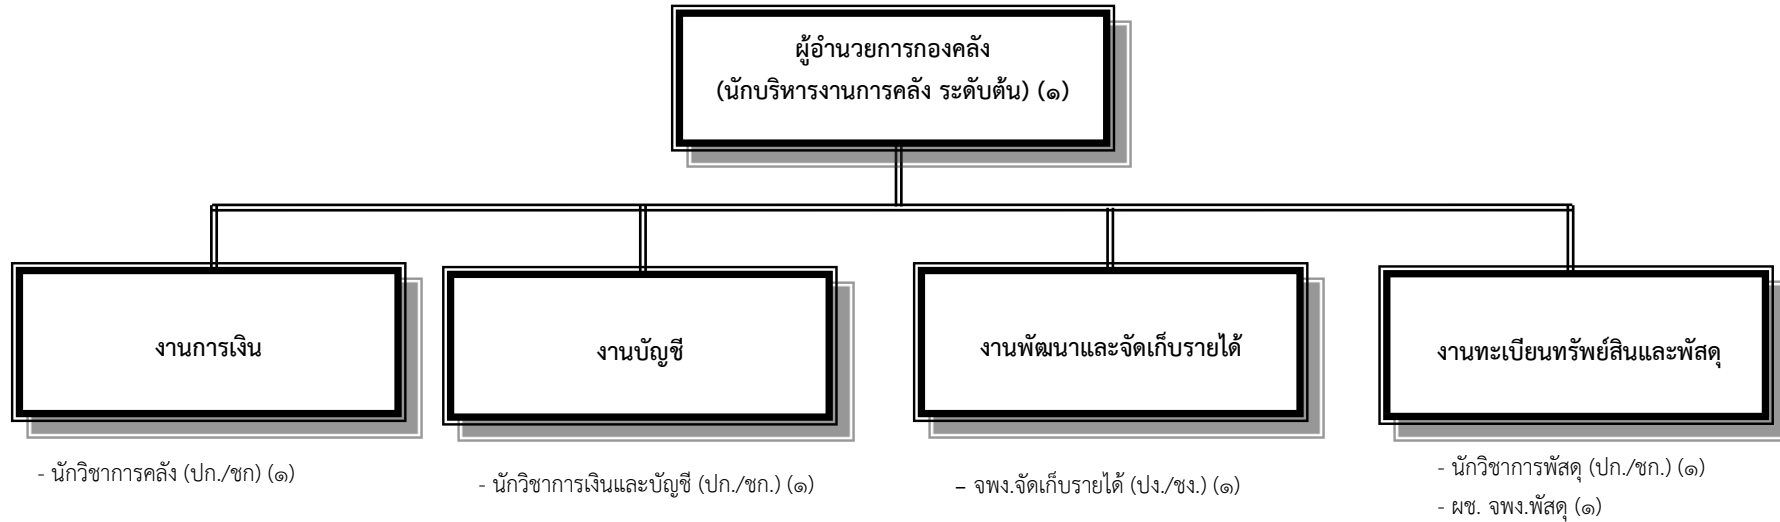 ผู้อำนวยการกองคลัง
(นักบริหารงานการคลัง ระดับต้น) (๑)
งานการเงิน
งานบัญชี
งานพัฒนาและจัดเก็บรายได้
งานทะเบียนทรัพย์สินและพัสดุ
- นักวิชาการคลัง (ปก./ชก) (๑)
- นักวิชาการเงินและบัญชี (ปก./ชก.) (๑)
– จพง.จัดเก็บรายได้ (ปง./ชง.) (๑)
- นักวิชาการพัสดุ (ปก./ชก.) (๑)
- ผช. จพง.พัสดุ (๑)